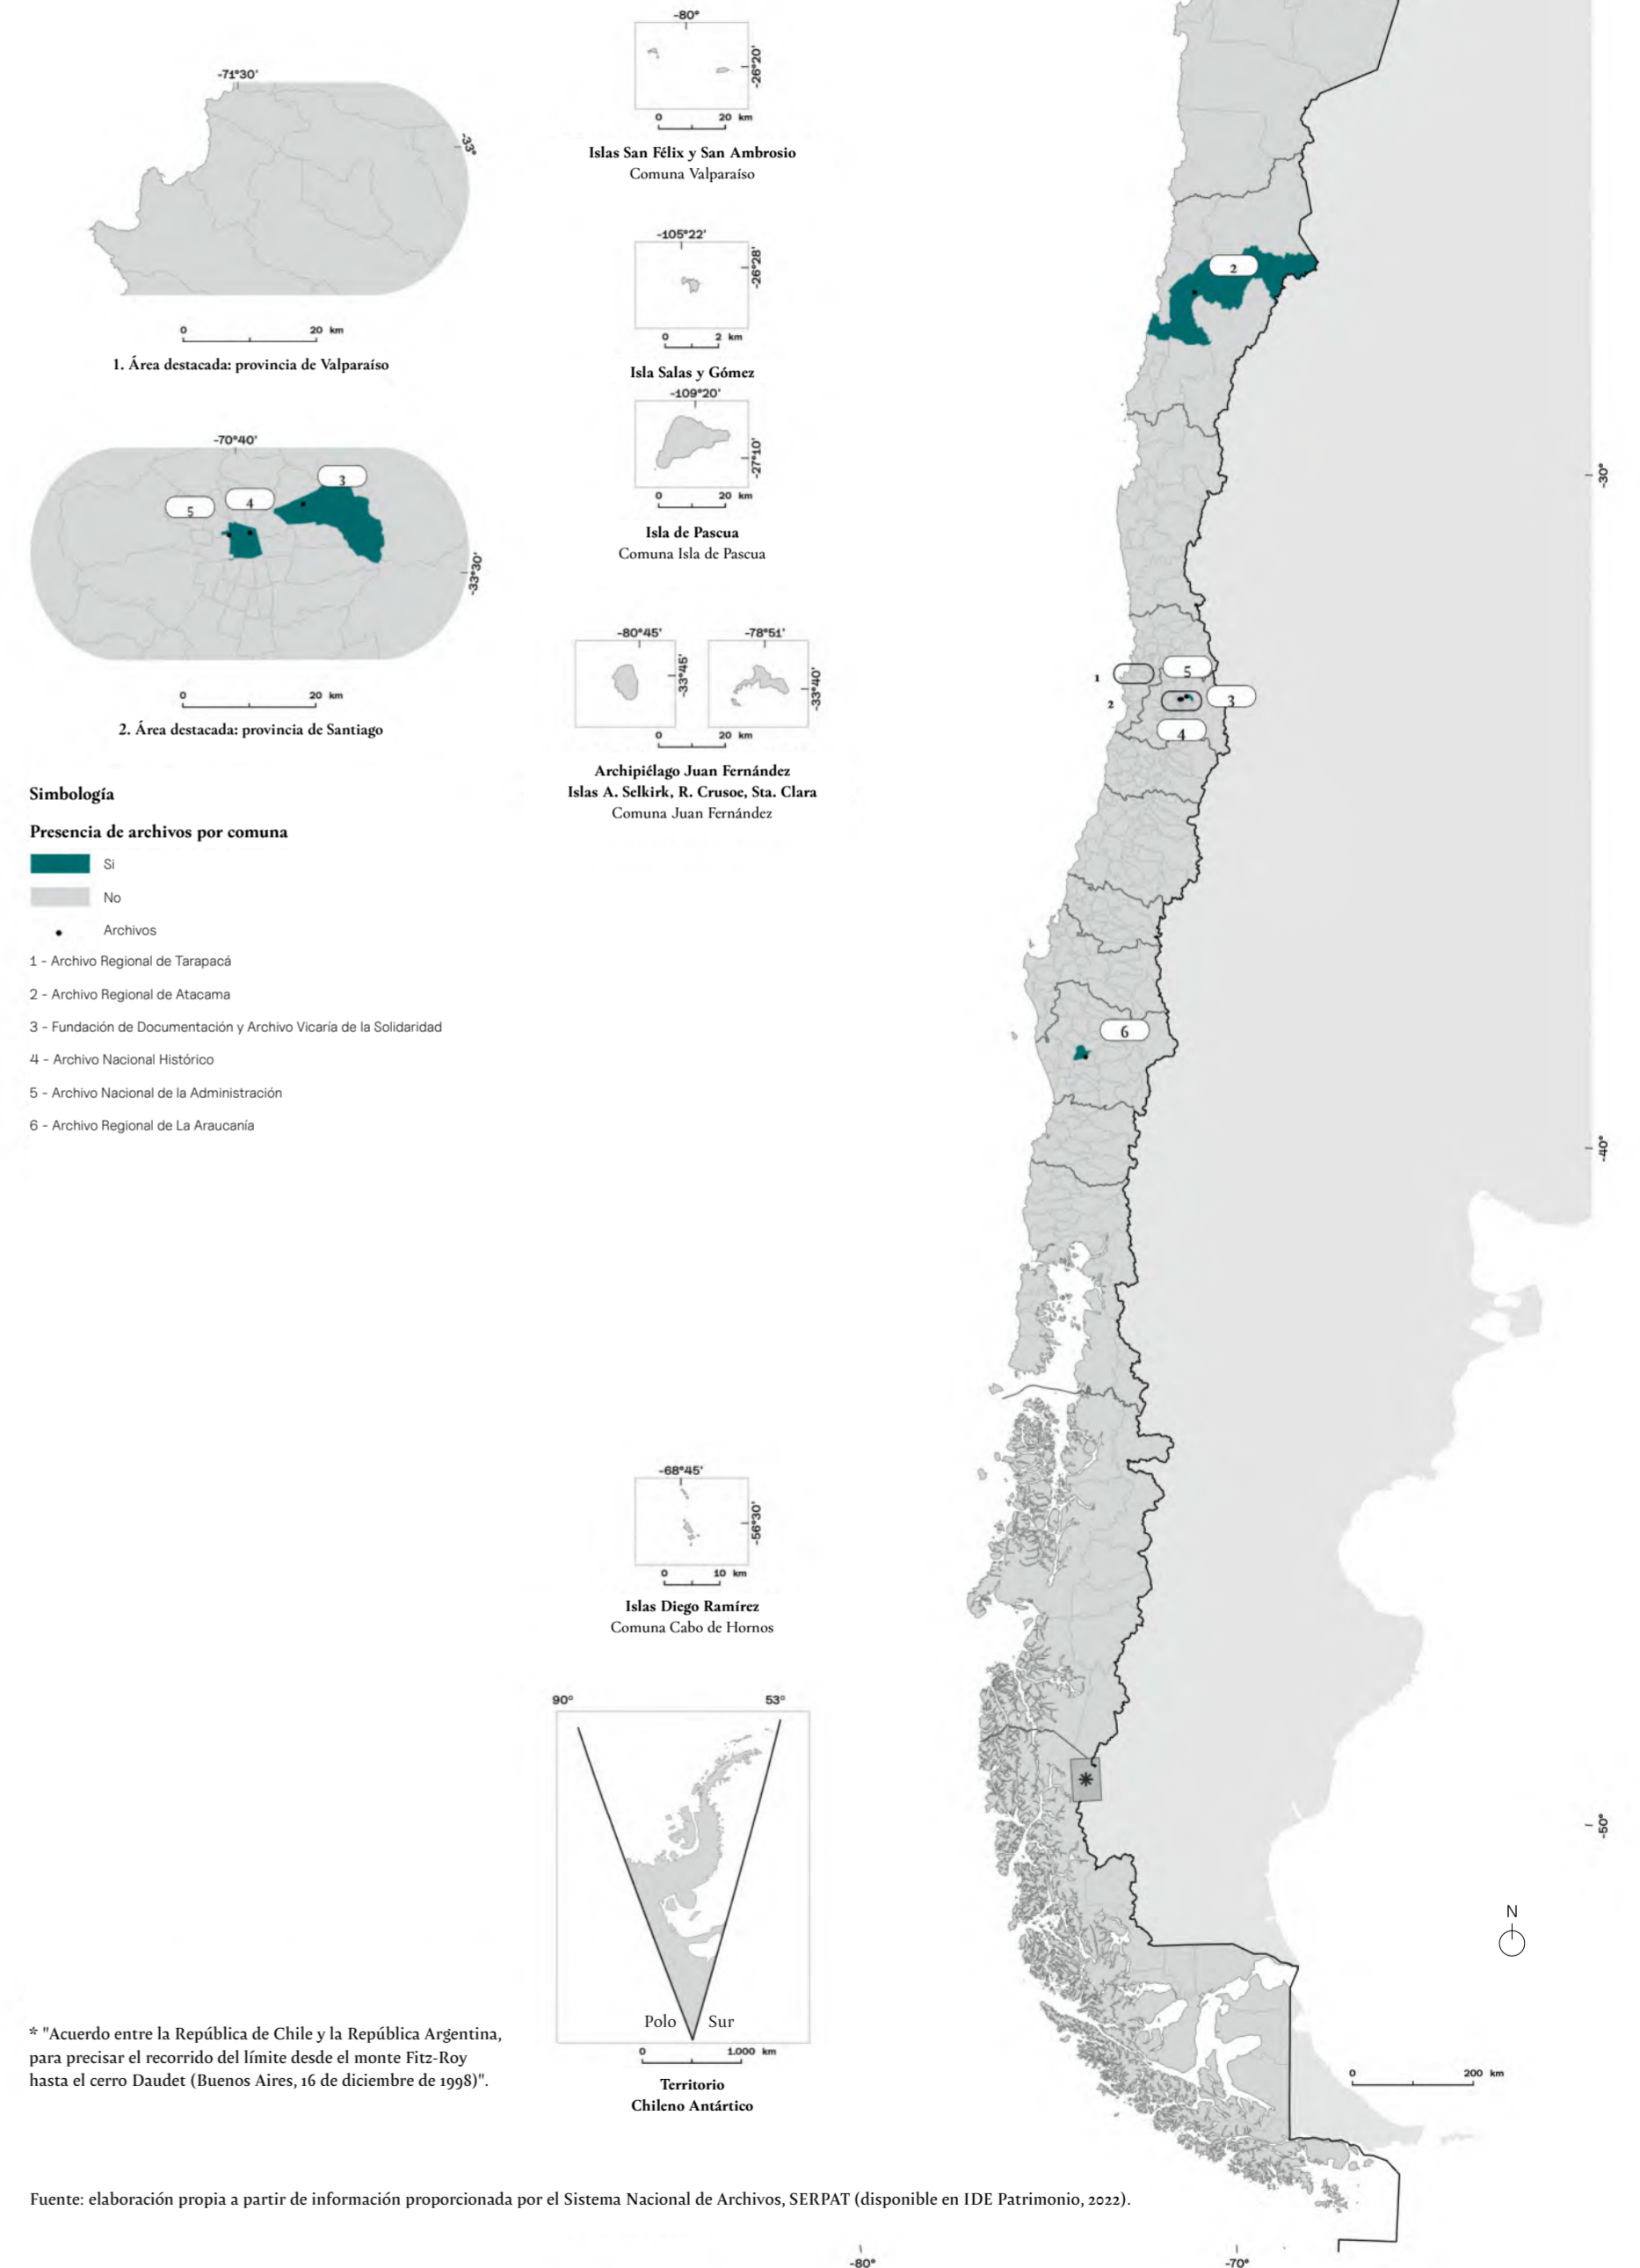 -71°30'
-33°
0 20 km
1. Área destacada: provincia de Valparaíso
-70°40'
3
4
5
-33°30'
0 20 km
2. Área destacada: provincia de Santiago
Simbología
Presencia de archivos por comuna
Si
No
Archivos
1 - Archivo Regional de Tarapacá
2 - Archivo Regional de Atacama
3 - Fundación de Documentación y Archivo Vicaría de la Solidaridad
4 - Archivo Nacional Histórico
5 - Archivo Nacional de la Administración
6 - Archivo Regional de La Araucanía
-80°
-26°20'
0 20 km
Islas San Félix y San Ambrosio
Comuna Valparaíso
-105°22'
-26°28'
0 2 km
Isla Salas y Gómez
-109°20'
-27°10'
0 20 km
Isla de Pascua
Comuna Isla de Pascua
-80°45'
-33°45'
-78°51'
-33°40'
0 20 km
Archipiélago Juan Fernández
Islas A. Selkirk, R. Crusoe, Sta. Clara
Comuna Juan Fernández
-68°45'
-56°30'
0 10 km
Islas Diego Ramírez
Comuna Cabo de Hornos
90° 53°
Polo Sur
0 1.000 km
Territorio
Chileno Antártico
2
-30°
1
5
2
3
4
6
-40°
*
-50°
N
0 200 km
* "Acuerdo entre la República de Chile y la República Argentina,
para precisar el recorrido del límite desde el monte Fitz-Roy
hasta el cerro Daudet (Buenos Aires, 16 de diciembre de 1998)".
Fuente: elaboración propia a partir de información proporcionada por el Sistema Nacional de Archivos, SERPAT (disponible en IDE Patrimonio, 2022).
-80° -70°